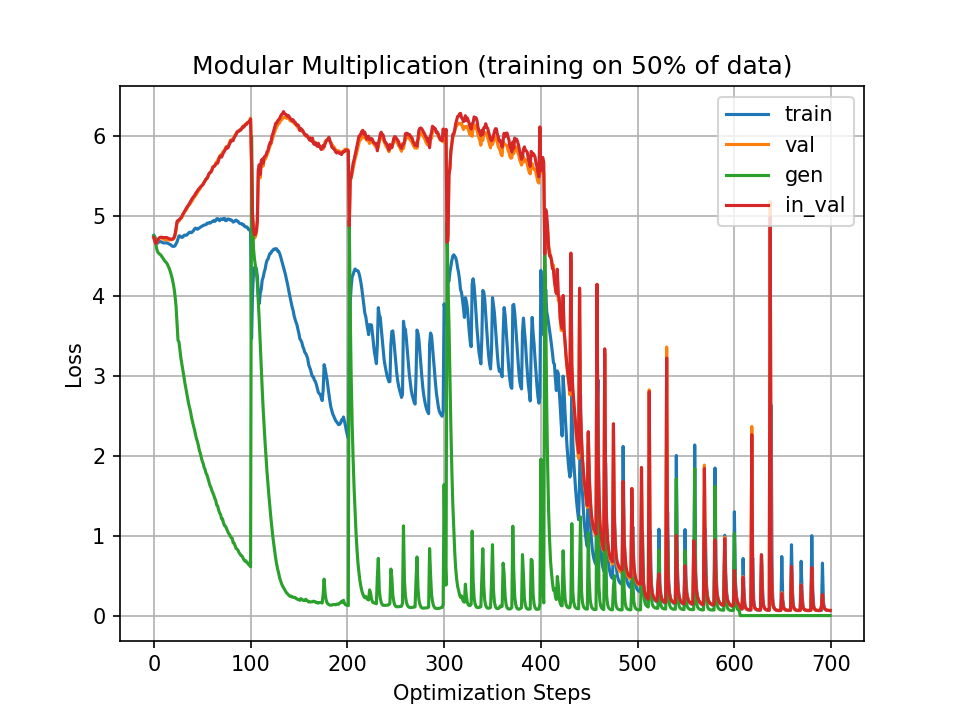 Modular Multiplication (training on 50% of data)
train
val
gen
in_val
6
5
4
3
2
1
0
Loss
0 100 200 300 400 500 600 700
Optimization Steps